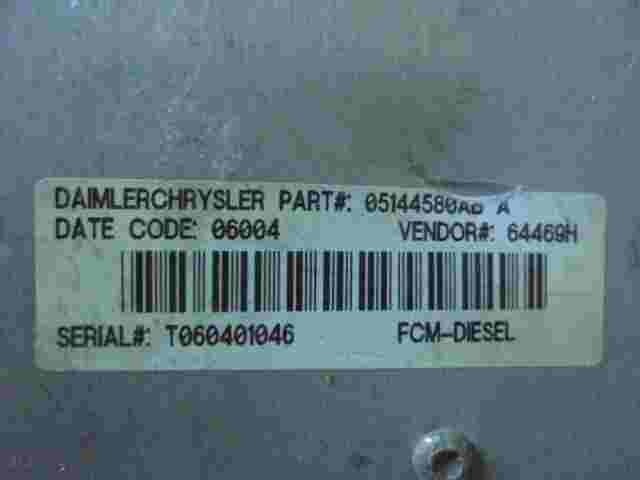 DAIMLERCHRYSLER PART#: 05144580AB A
DATE CODE: 06004 VENDOR#: 64469H
SERIAL#: T060401046 FCM-DIESEL